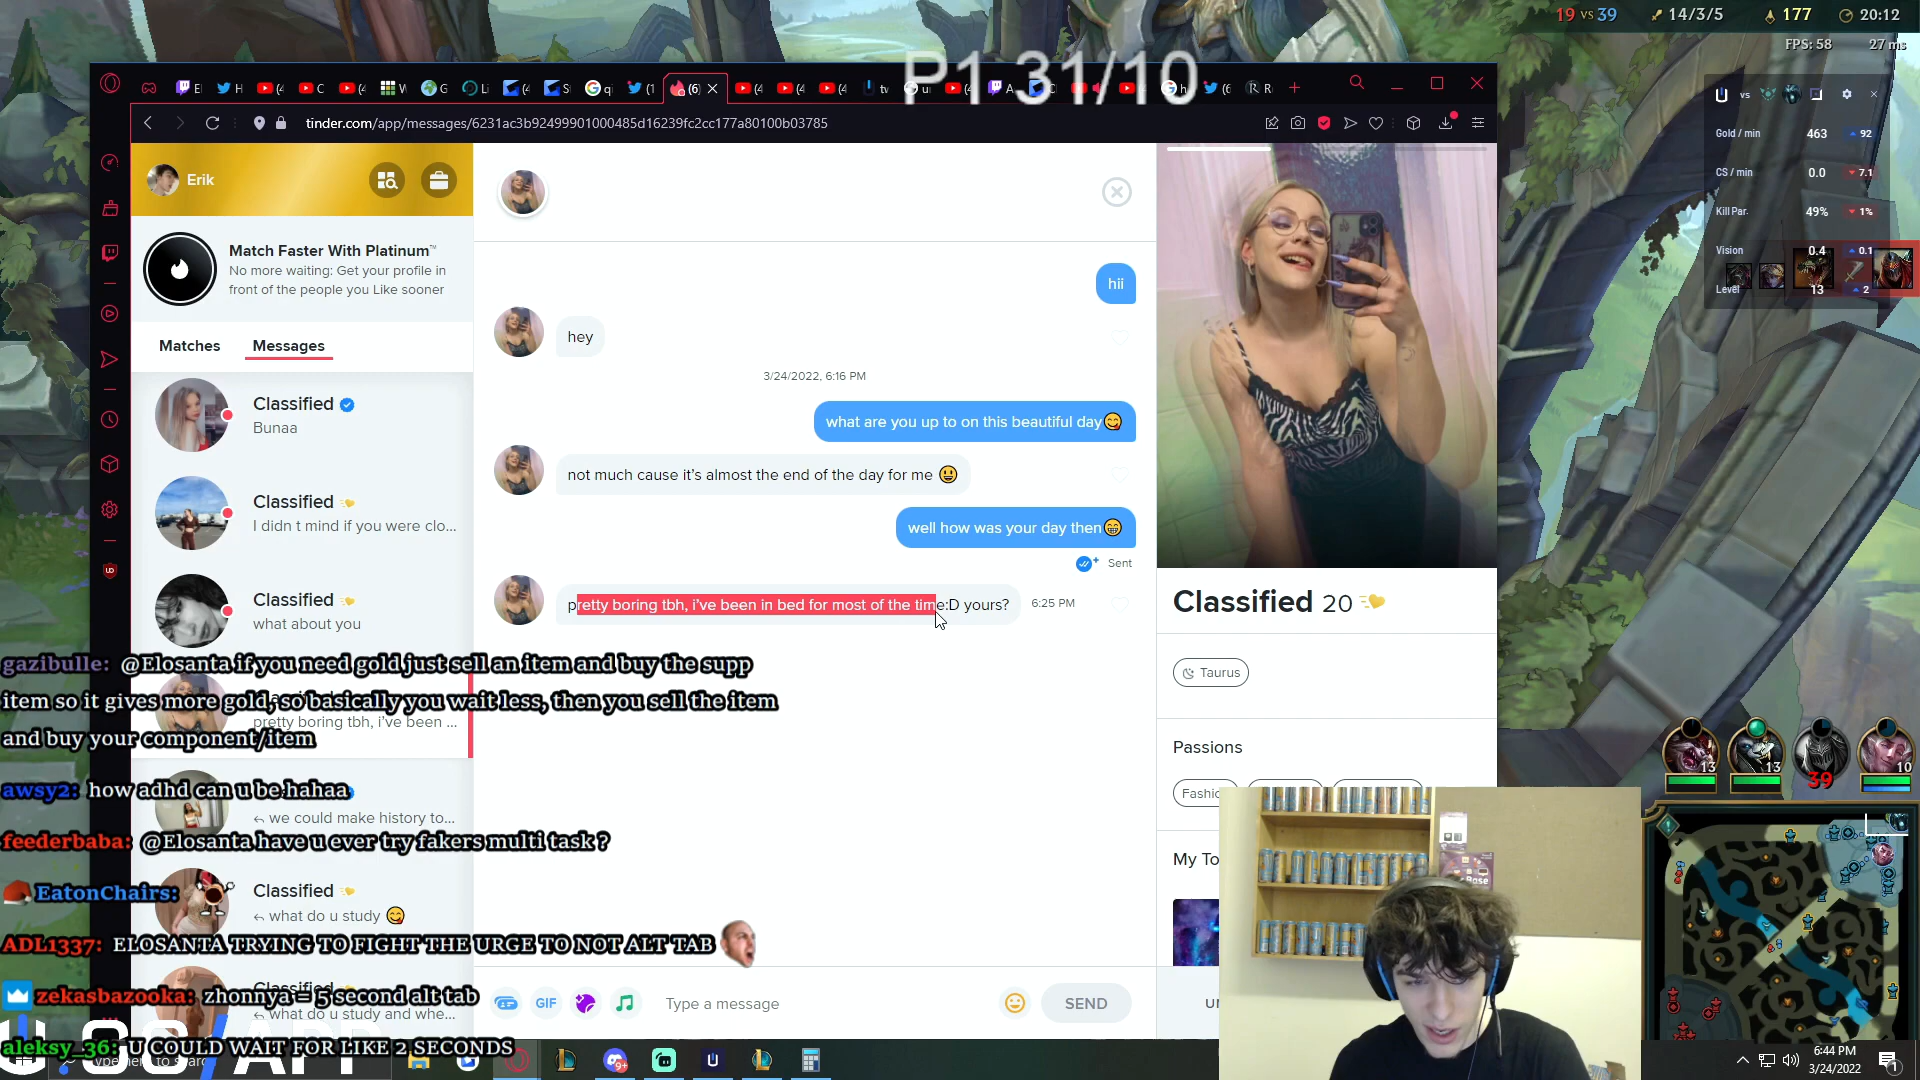 19 vs 39
14/3/5
177
20:12
FPS: 58
27 ms
P1 31/10
tinder.com/app/messages/6231ac3b92499901000485d16239fc2cc177a80100b03785
Erik
Match Faster With Platinum™
No more waiting: Get your profile in
front of the people you Like sooner
Matches
Messages
Classified
Bunaa
Classified
I didn t mind if you were clo...
Classified
what about you
pretty boring tbh, i've been ...
we could make history to...
Classified
what do u study 😋
Classified
what do u study and whe...
hii
hey
3/24/2022, 6:16 PM
what are you up to on this beautiful day😋
not much cause it's almost the end of the day for me 😃
well how was your day then😁
Sent
pretty boring tbh, i've been in bed for most of the time:D yours?
6:25 PM
GIF
Type a message
SEND
Classified 20
Taurus
Passions
Fashio
My To
gazibulle: @Elosanta if you need gold just sell an item and buy the supp
item so it gives more gold, so basically you wait less, then you sell the item
and buy your component/item
awsy2: how adhd can u be hahaa
feederbaba: @Elosanta have u ever try fakers multi task ?
EatonChairs:
ADL1337: ELOSANTA TRYING TO FIGHT THE URGE TO NOT ALT TAB
zekasbazooka: zhonnya = 5 second alt tab
aleksy_36: U COULD WAIT FOR LIKE 2 SECONDS
U.GG/APP
vs
Gold / min 463 92
CS / min 0.0 7.1
Kill Par. 49% 1%
Vision 0.4 0.1
Level 13 2
13
13
39
10
6:44 PM
3/24/2022